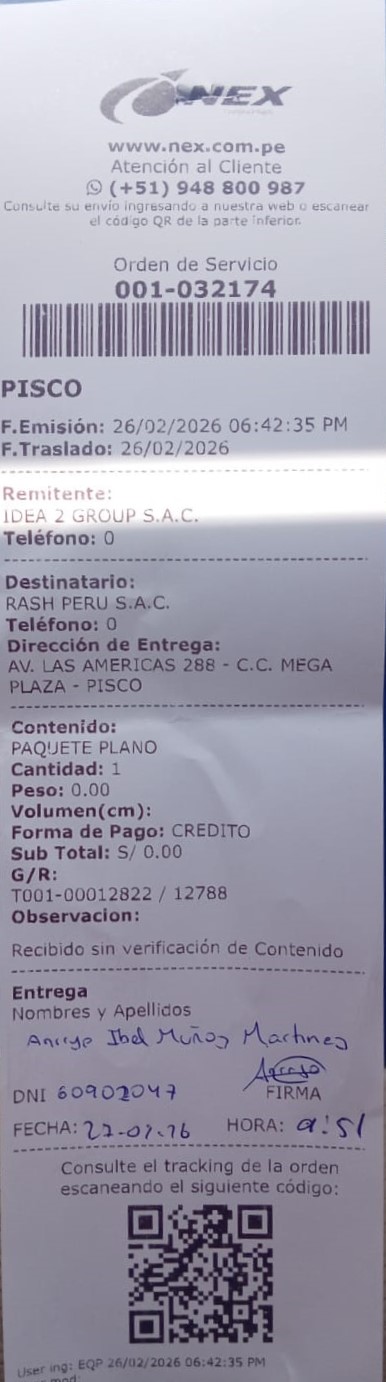 NEX
www.nex.com.pe
Atención al Cliente
(+51) 948 800 987
Consulte su envío ingresando a nuestra web o escanear
el código QR de la parte inferior.
Orden de Servicio
001-032174
PISCO
F.Emisión: 26/02/2026 06:42:35 PM
F.Traslado: 26/02/2026
Remitente:
IDEA 2 GROUP S.A.C.
Teléfono: 0
Destinatario:
RASH PERU S.A.C.
Teléfono: 0
Dirección de Entrega:
AV. LAS AMERICAS 288 - C.C. MEGA
PLAZA - PISCO
Contenido:
PAQUETE PLANO
Cantidad: 1
Peso: 0.00
Volumen(cm):
Forma de Pago: CREDITO
Sub Total: S/ 0.00
G/R:
T001-00012822 / 12788
Observacion:
Recibido sin verificación de Contenido
Entrega
Nombres y Apellidos
Muñoz Martinez
DNI 60902047
FIRMA
FECHA: HORA: 9:51
Consulte el tracking de la orden
escaneando el siguiente código:
User ing: EQP 26/02/2026 06:42:35 PM